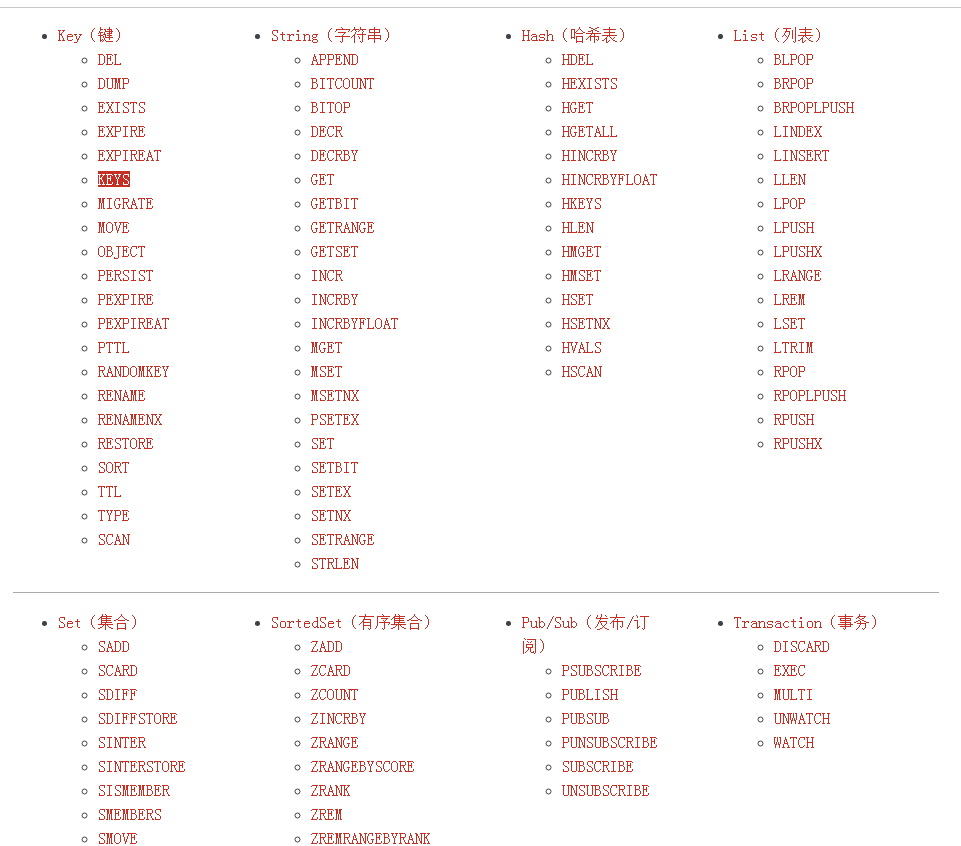 Key（键）
DEL
DUMP
EXISTS
EXPIRE
EXPIREAT
KEYS
MIGRATE
MOVE
OBJECT
PERSIST
PEXPIRE
PEXPIREAT
PTTL
RANDOMKEY
RENAME
RENAMENX
RESTORE
SORT
TTL
TYPE
SCAN
String（字符串）
APPEND
BITCOUNT
BITOP
DECR
DECRBY
GET
GETBIT
GETRANGE
GETSET
INCR
INCRBY
INCRBYFLOAT
MGET
MSET
MSETNX
PSETEX
SET
SETBIT
SETEX
SETNX
SETRANGE
STRLEN
Hash（哈希表）
HDEL
HEXISTS
HGET
HGETALL
HINCRBY
HINCRBYFLOAT
HKEYS
HLEN
HMGET
HMSET
HSET
HSETNX
HVALS
HSCAN
List（列表）
BLPOP
BRPOP
BRPOPLPUSH
LINDEX
LINSERT
LLEN
LPOP
LPUSH
LPUSHX
LRANGE
LREM
LSET
LTRIM
RPOP
RPOPLPUSH
RPUSH
RPUSHX
Set（集合）
SADD
SCARD
SDIFF
SDIFFSTORE
SINTER
SINTERSTORE
SISMEMBER
SMEMBERS
SMOVE
SortedSet（有序集合）
ZADD
ZCARD
ZCOUNT
ZINCRBY
ZRANGE
ZRANGEBYSCORE
ZRANK
ZREM
ZREMRANGEBYRANK
Pub/Sub（发布/订
阅）
PSUBSCRIBE
PUBLISH
PUBSUB
PUNSUBSCRIBE
SUBSCRIBE
UNSUBSCRIBE
Transaction（事务）
DISCARD
EXEC
MULTI
UNWATCH
WATCH